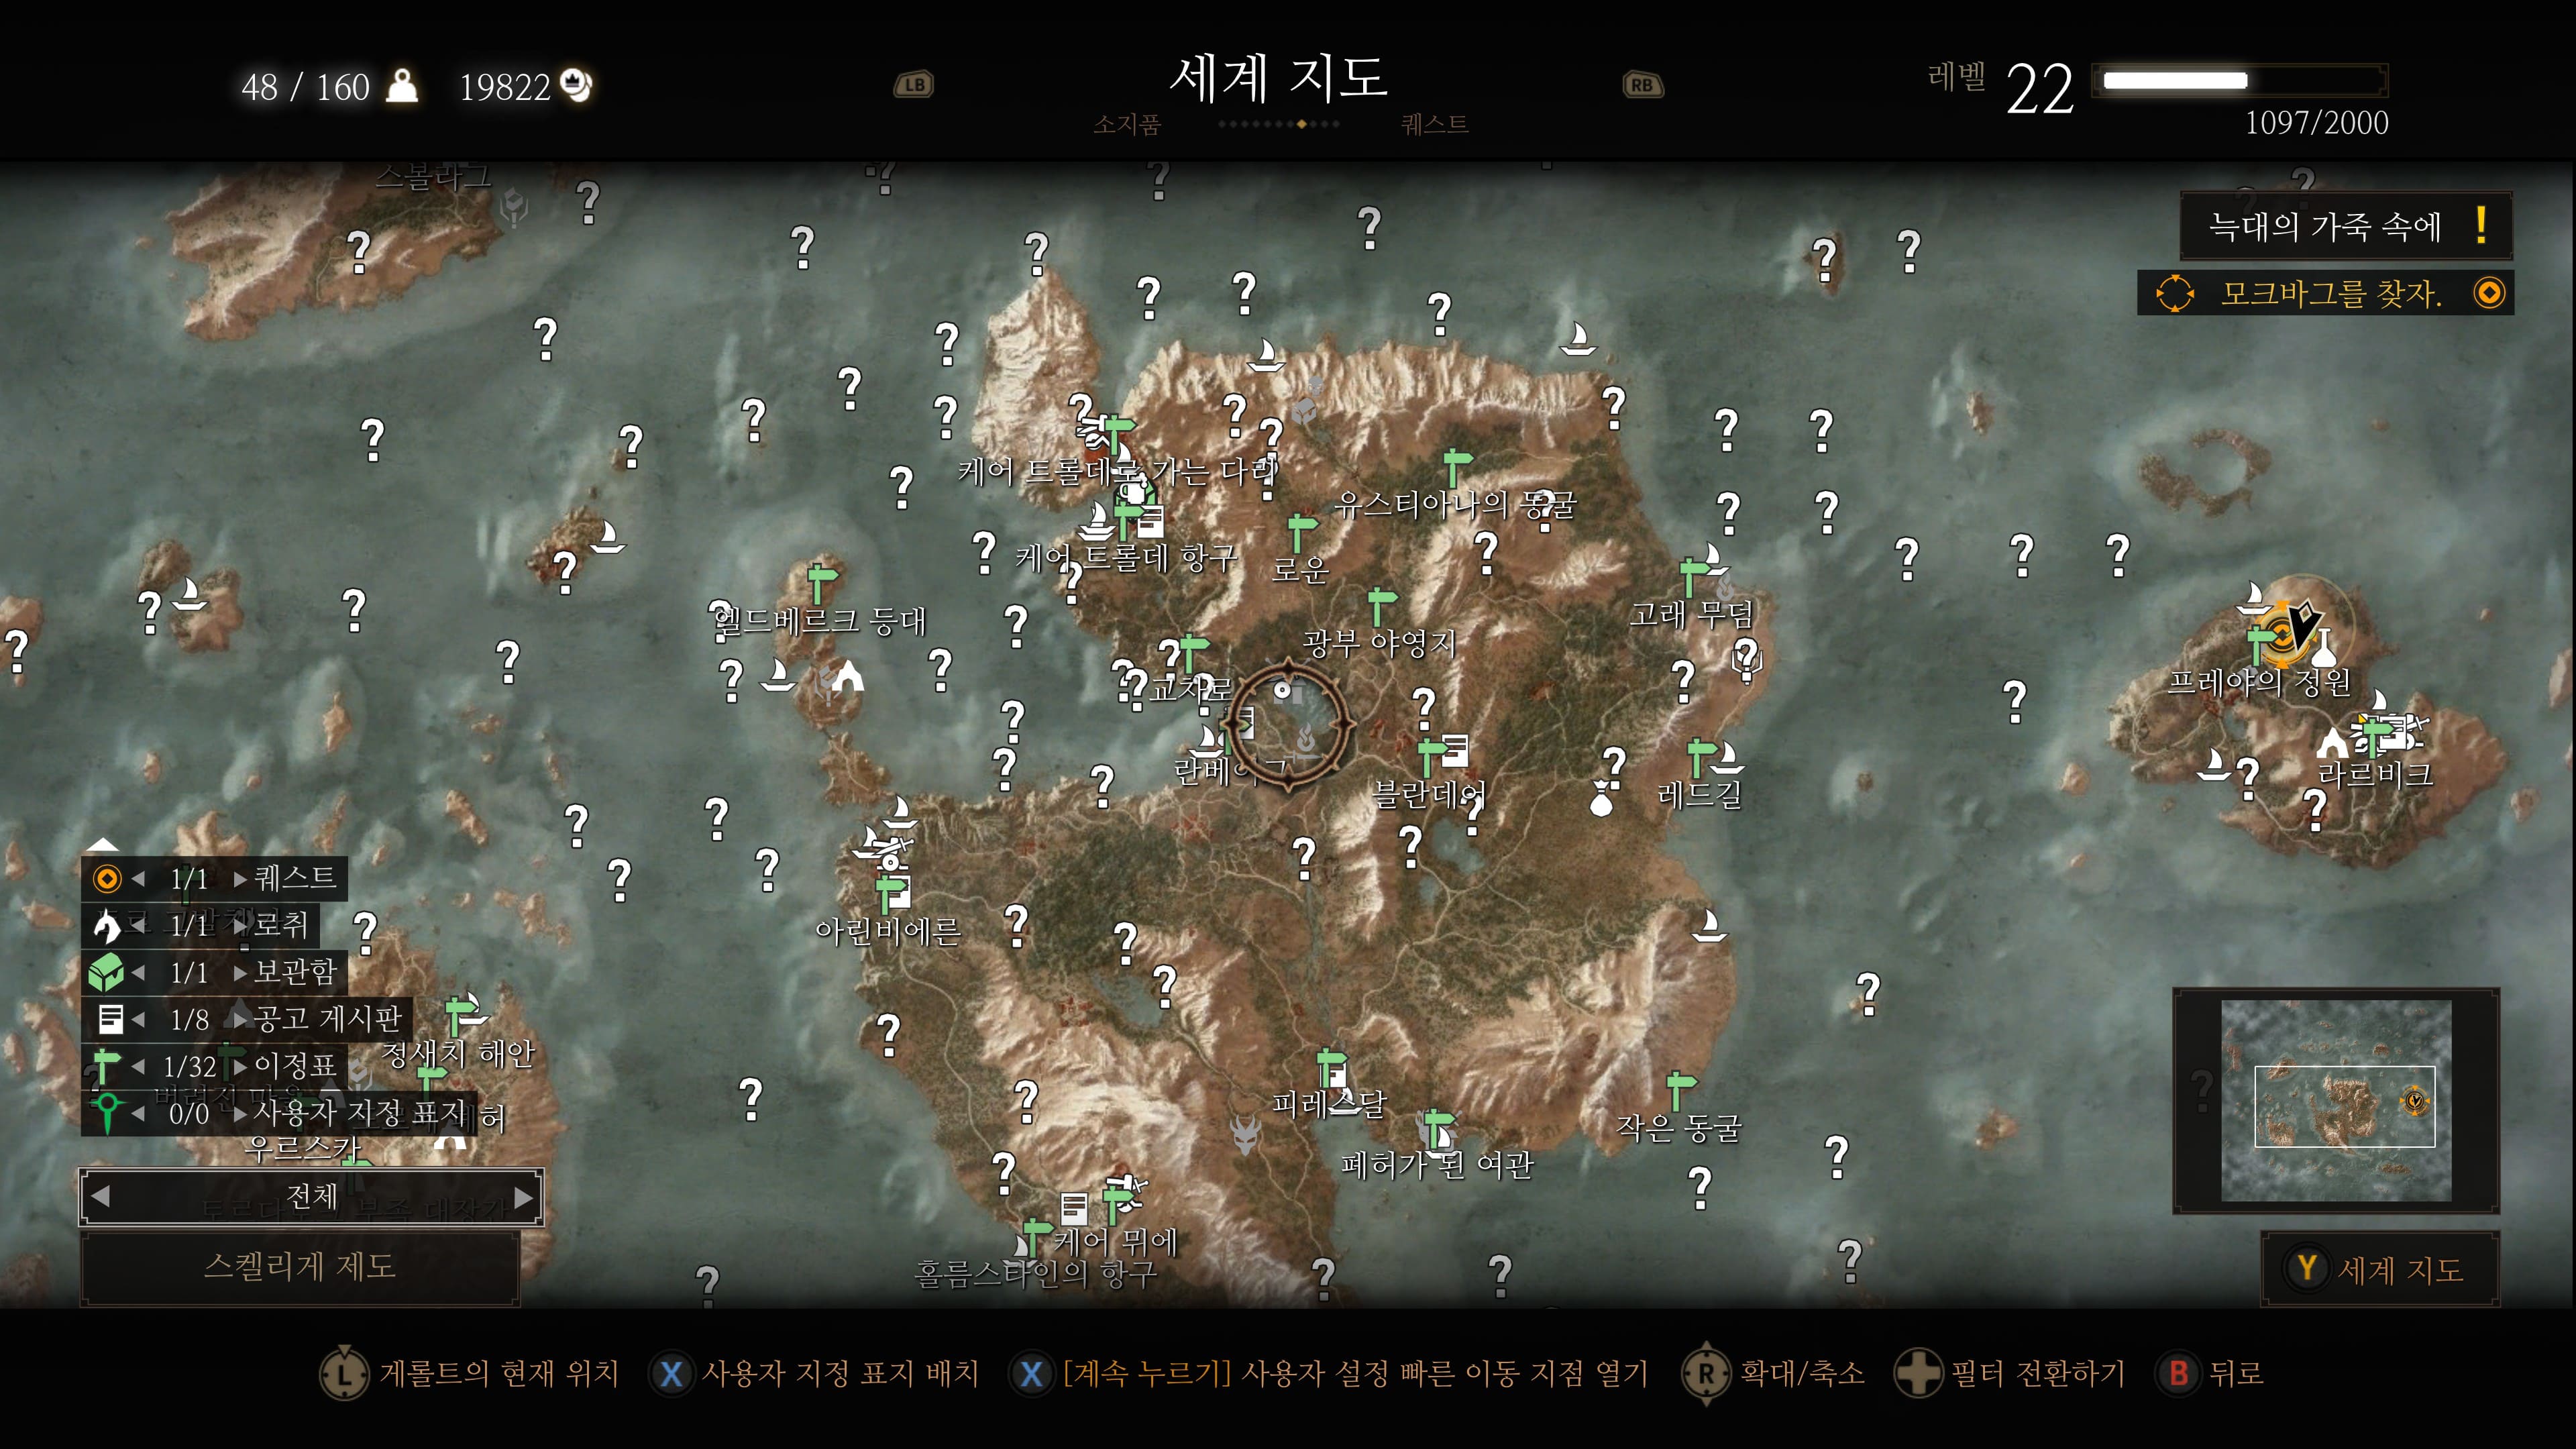 48 / 160
19822
LB
세계 지도
RB
레벨 22
소지품
퀘스트
1097/2000
스볼라그
늑대의 가죽 속에
모크바그를 찾자.
케어 트롤데로 가는 다리
유스티아나의 동굴
케어 트롤데 항구
로운
엘드베르크 등대
고래 무덤
광부 야영지
교차로
프레야의 정원
란베
블란데어
레드길
라르비크
1/1 퀘스트
1/1 로취
아린비에른
1/1 보관함
1/8 공고 게시판
정새치 해안
1/32 이정표
0/0 사용자 지정 표지
허
우르스카
피레스달
작은 동굴
폐허가 된 여관
전체
케어 뮈에
홀름스타인의 항구
스켈리게 제도
Y 세계 지도
L 게롤트의 현재 위치
X 사용자 지정 표지 배치
X [계속 누르기] 사용자 설정 빠른 이동 지점 열기
R 확대/축소
필터 전환하기
B 뒤로